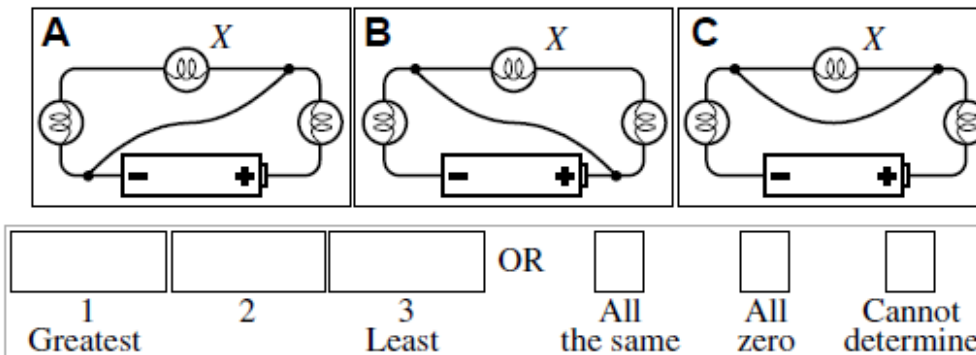 A X B X C X
− + − + − +
OR
1 2 3 All All Cannot
Greatest Least the same zero determine